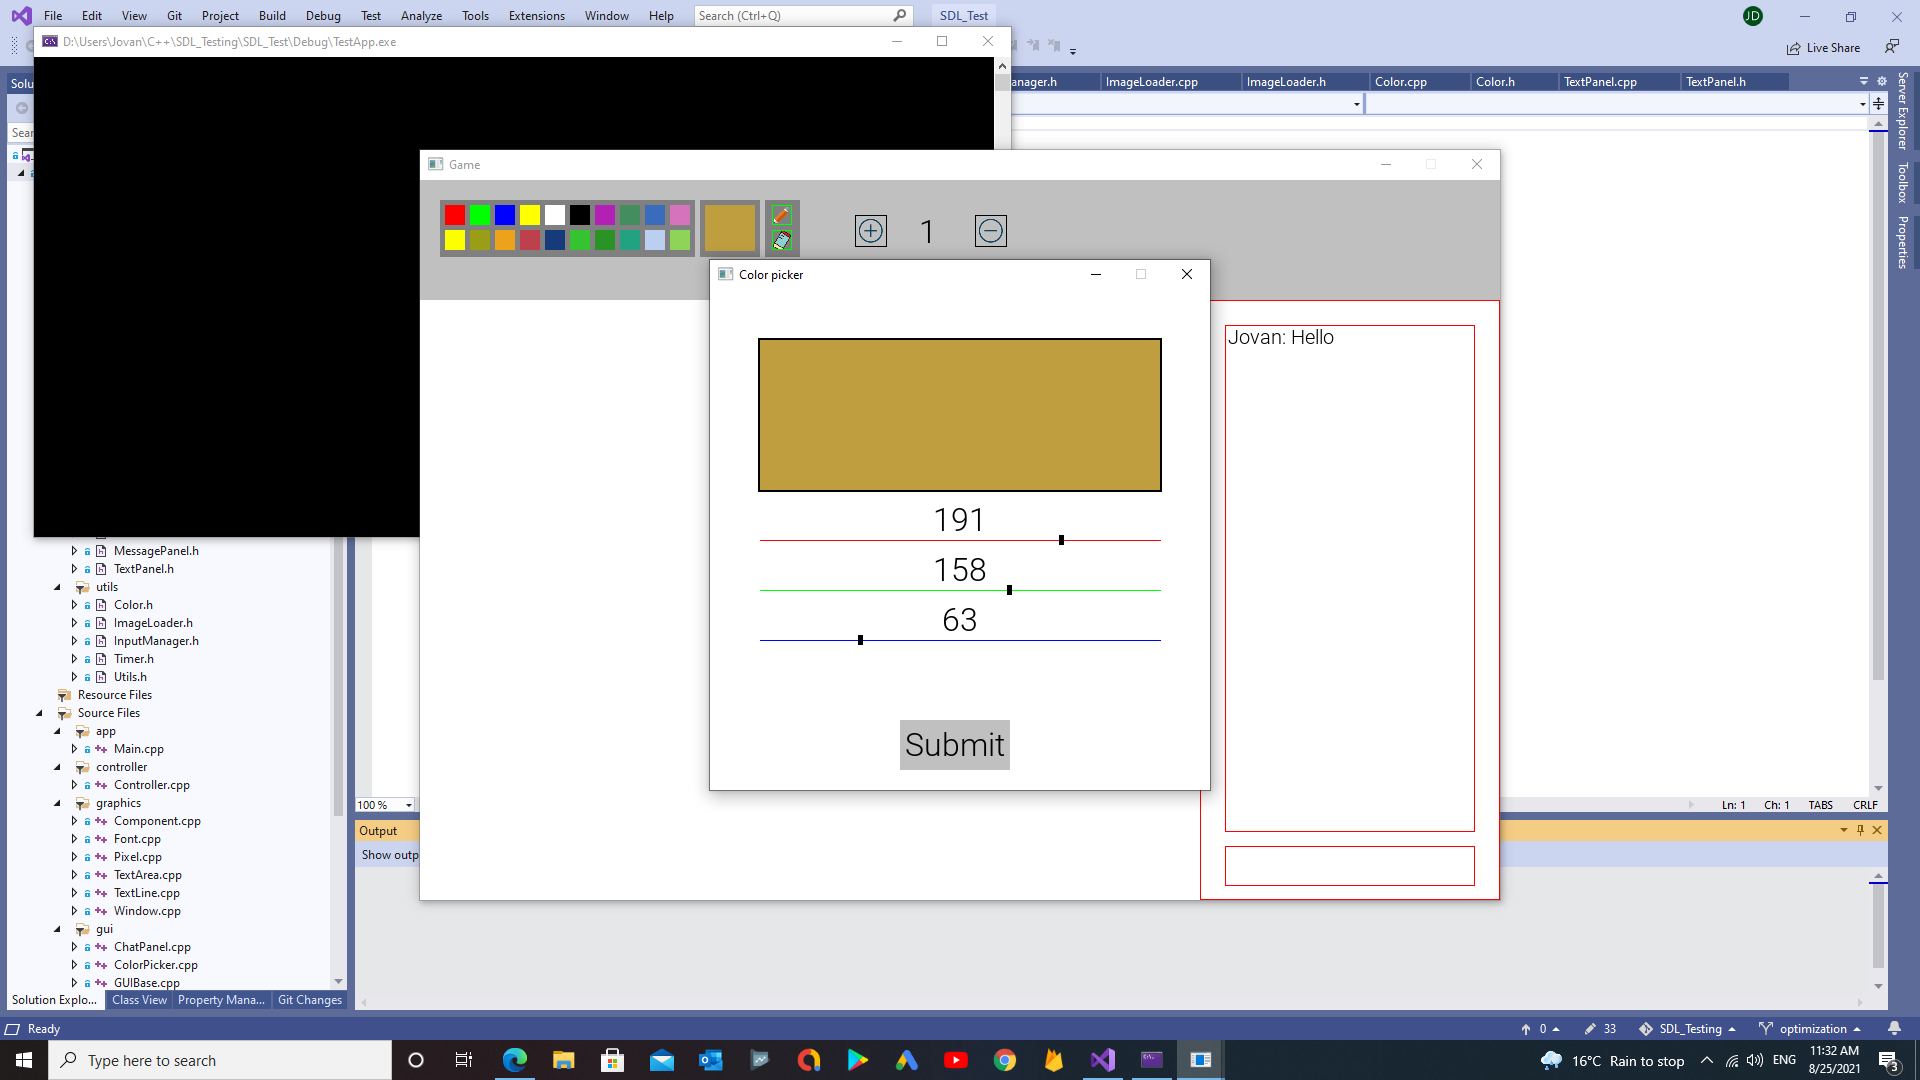 File Edit View Git Project Build Debug Test Analyze Tools Extensions Window Help Search (Ctrl+Q) SDL_Test JD
D:\Users\Jovan\C++\SDL_Testing\SDL_Test\Debug\TestApp.exe
Live Share
ImageLoader.cpp ImageLoader.h Color.cpp Color.h TextPanel.cpp TextPanel.h
Server Explorer
Toolbox
Properties
Game
1
Color picker
Jovan: Hello
191
158
63
Submit
MessagePanel.h
TextPanel.h
utils
Color.h
ImageLoader.h
InputManager.h
Timer.h
Utils.h
Resource Files
Source Files
app
Main.cpp
controller
Controller.cpp
graphics
Component.cpp
Font.cpp
Pixel.cpp
TextArea.cpp
TextLine.cpp
Window.cpp
gui
ChatPanel.cpp
ColorPicker.cpp
GUIBase.cpp
Solution Explo... Class View Property Mana... Git Changes
100 % Ln: 1 Ch: 1 TABS CRLF
Output
Show outp
Ready 0 33 SDL_Testing optimization
Type here to search
16°C Rain to stop ENG
11:32 AM
8/25/2021
3